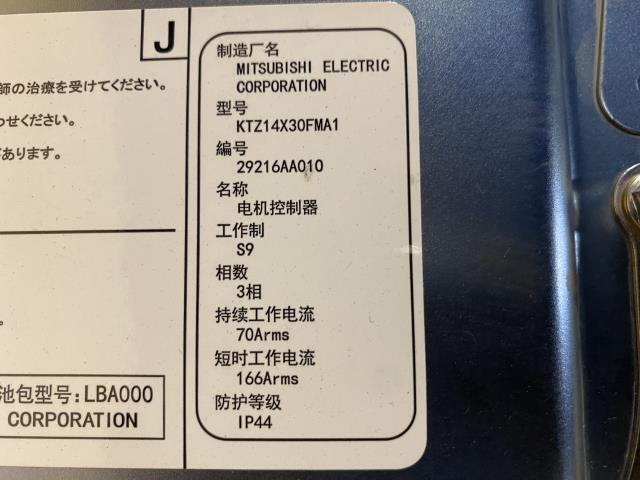 J
師の治療を受けてください。
わせください。
があります。
。
池包型号:LBA000
CORPORATION
制造厂名
MITSUBISHI ELECTRIC
CORPORATION
型号
KTZ14X30FMA1
编号
29216AA010
名称
电机控制器
工作制
S9
相数
3相
持续工作电流
70Arms
短时工作电流
166Arms
防护等级
IP44